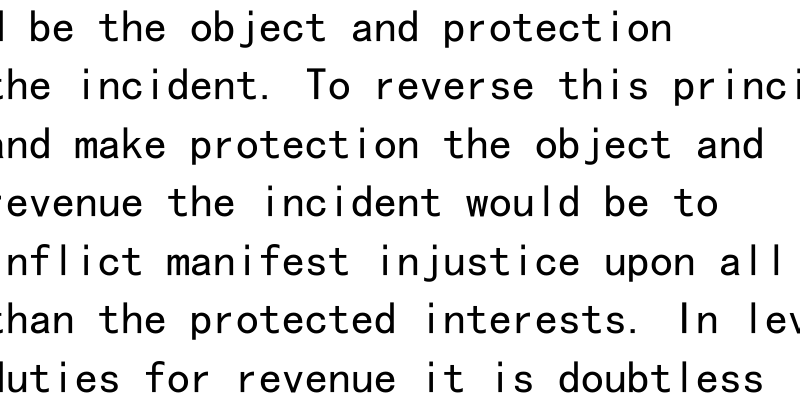 be the object and protection
the incident. To reverse this princi
and make protection the object and
revenue the incident would be to
inflict manifest injustice upon all
than the protected interests. In lev
duties for revenue it is doubtless